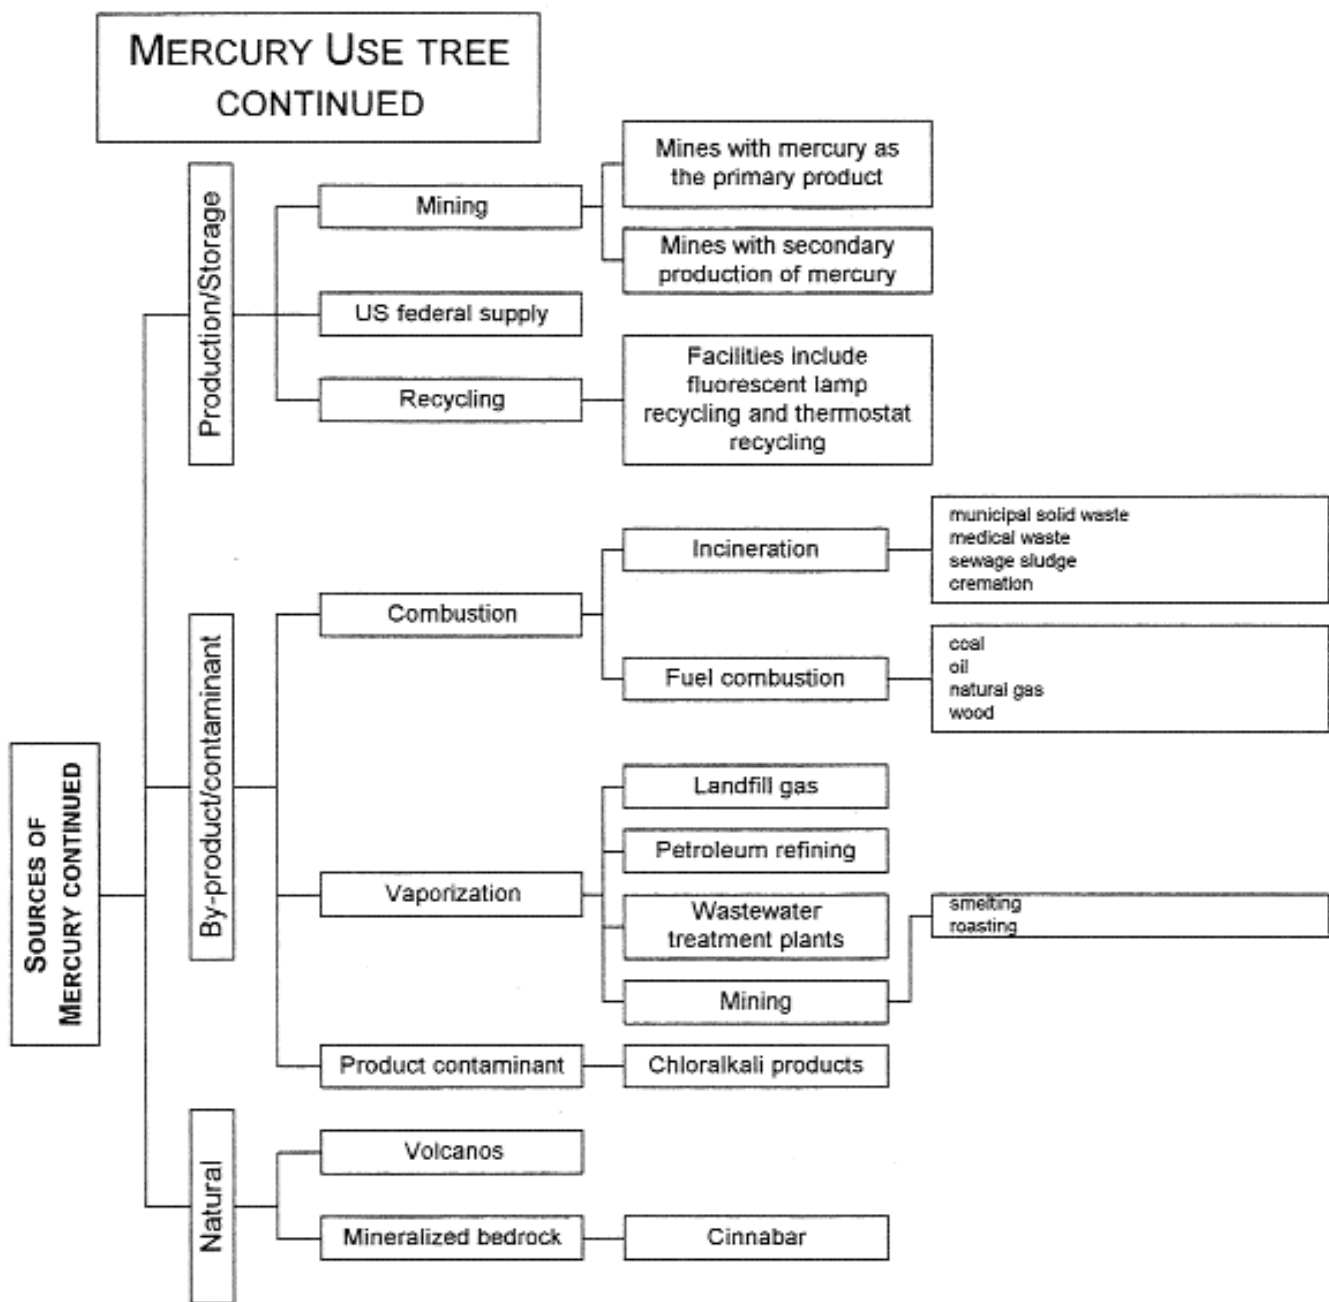 MERCURY USE TREE
CONTINUED
SOURCES OF
MERCURY CONTINUED
Production/Storage
Mining
Mines with mercury as
the primary product
Mines with secondary
production of mercury
US federal supply
Recycling
Facilities include
fluorescent lamp
recycling and thermostat
recycling
By-product/contaminant
Combustion
Incineration
municipal solid waste
medical waste
sewage sludge
cremation
Fuel combustion
coal
oil
natural gas
wood
Vaporization
Landfill gas
Petroleum refining
Wastewater
treatment plants
Mining
smelting
roasting
Product contaminant
Chloralkali products
Natural
Volcanos
Mineralized bedrock
Cinnabar